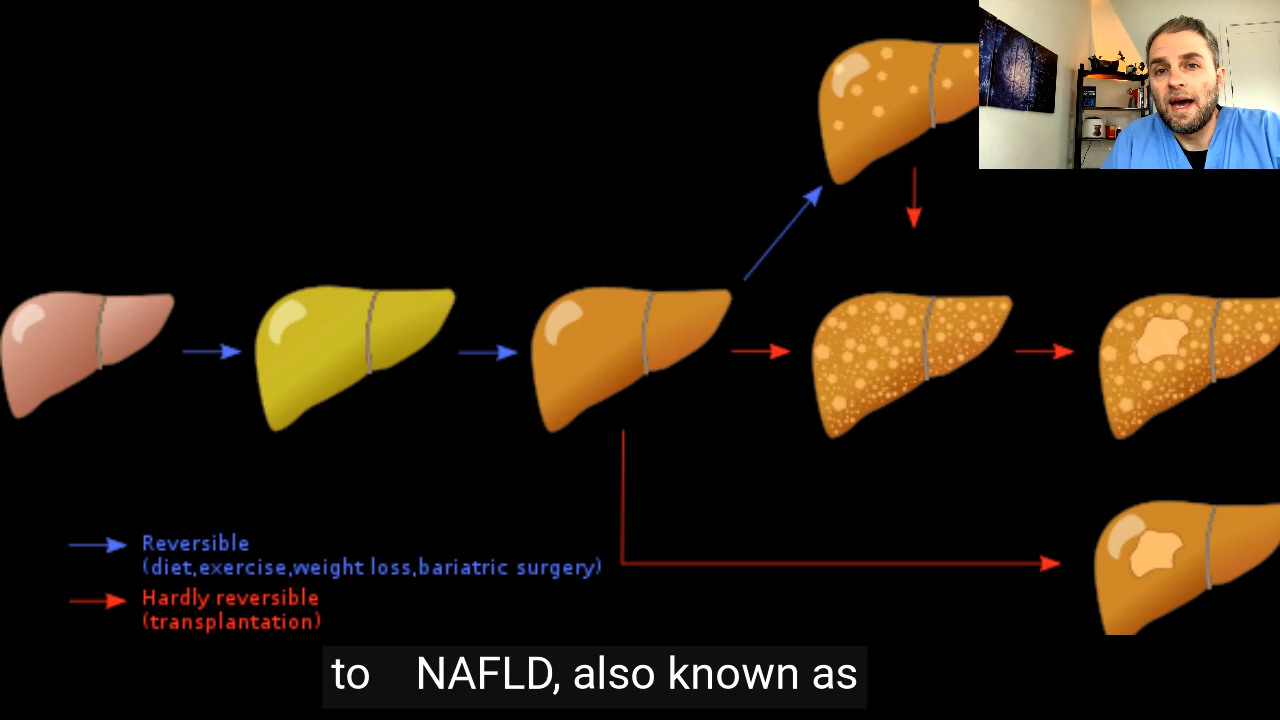 Reversible
(diet,exercise,weight loss,bariatric surgery)
Hardly reversible
(transplantation)
to NAFLD, also known as